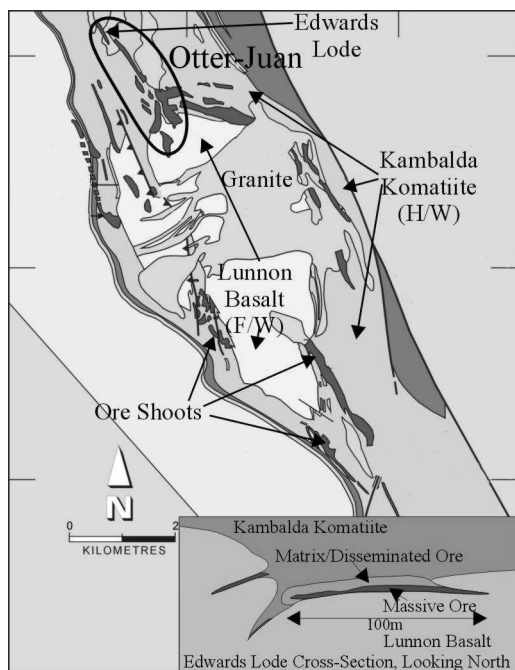 Edwards
Lode
Otter-Juan
Kambalda
Komatiite
(H/W)
Granite
Lunnon
Basalt
(F/W)
Ore Shoots
N
0 2
KILOMETRES
Kambalda Komatiite
Matrix/Disseminated Ore
Massive Ore
100m
Lunnon Basalt
Edwards Lode Cross-Section, Looking North